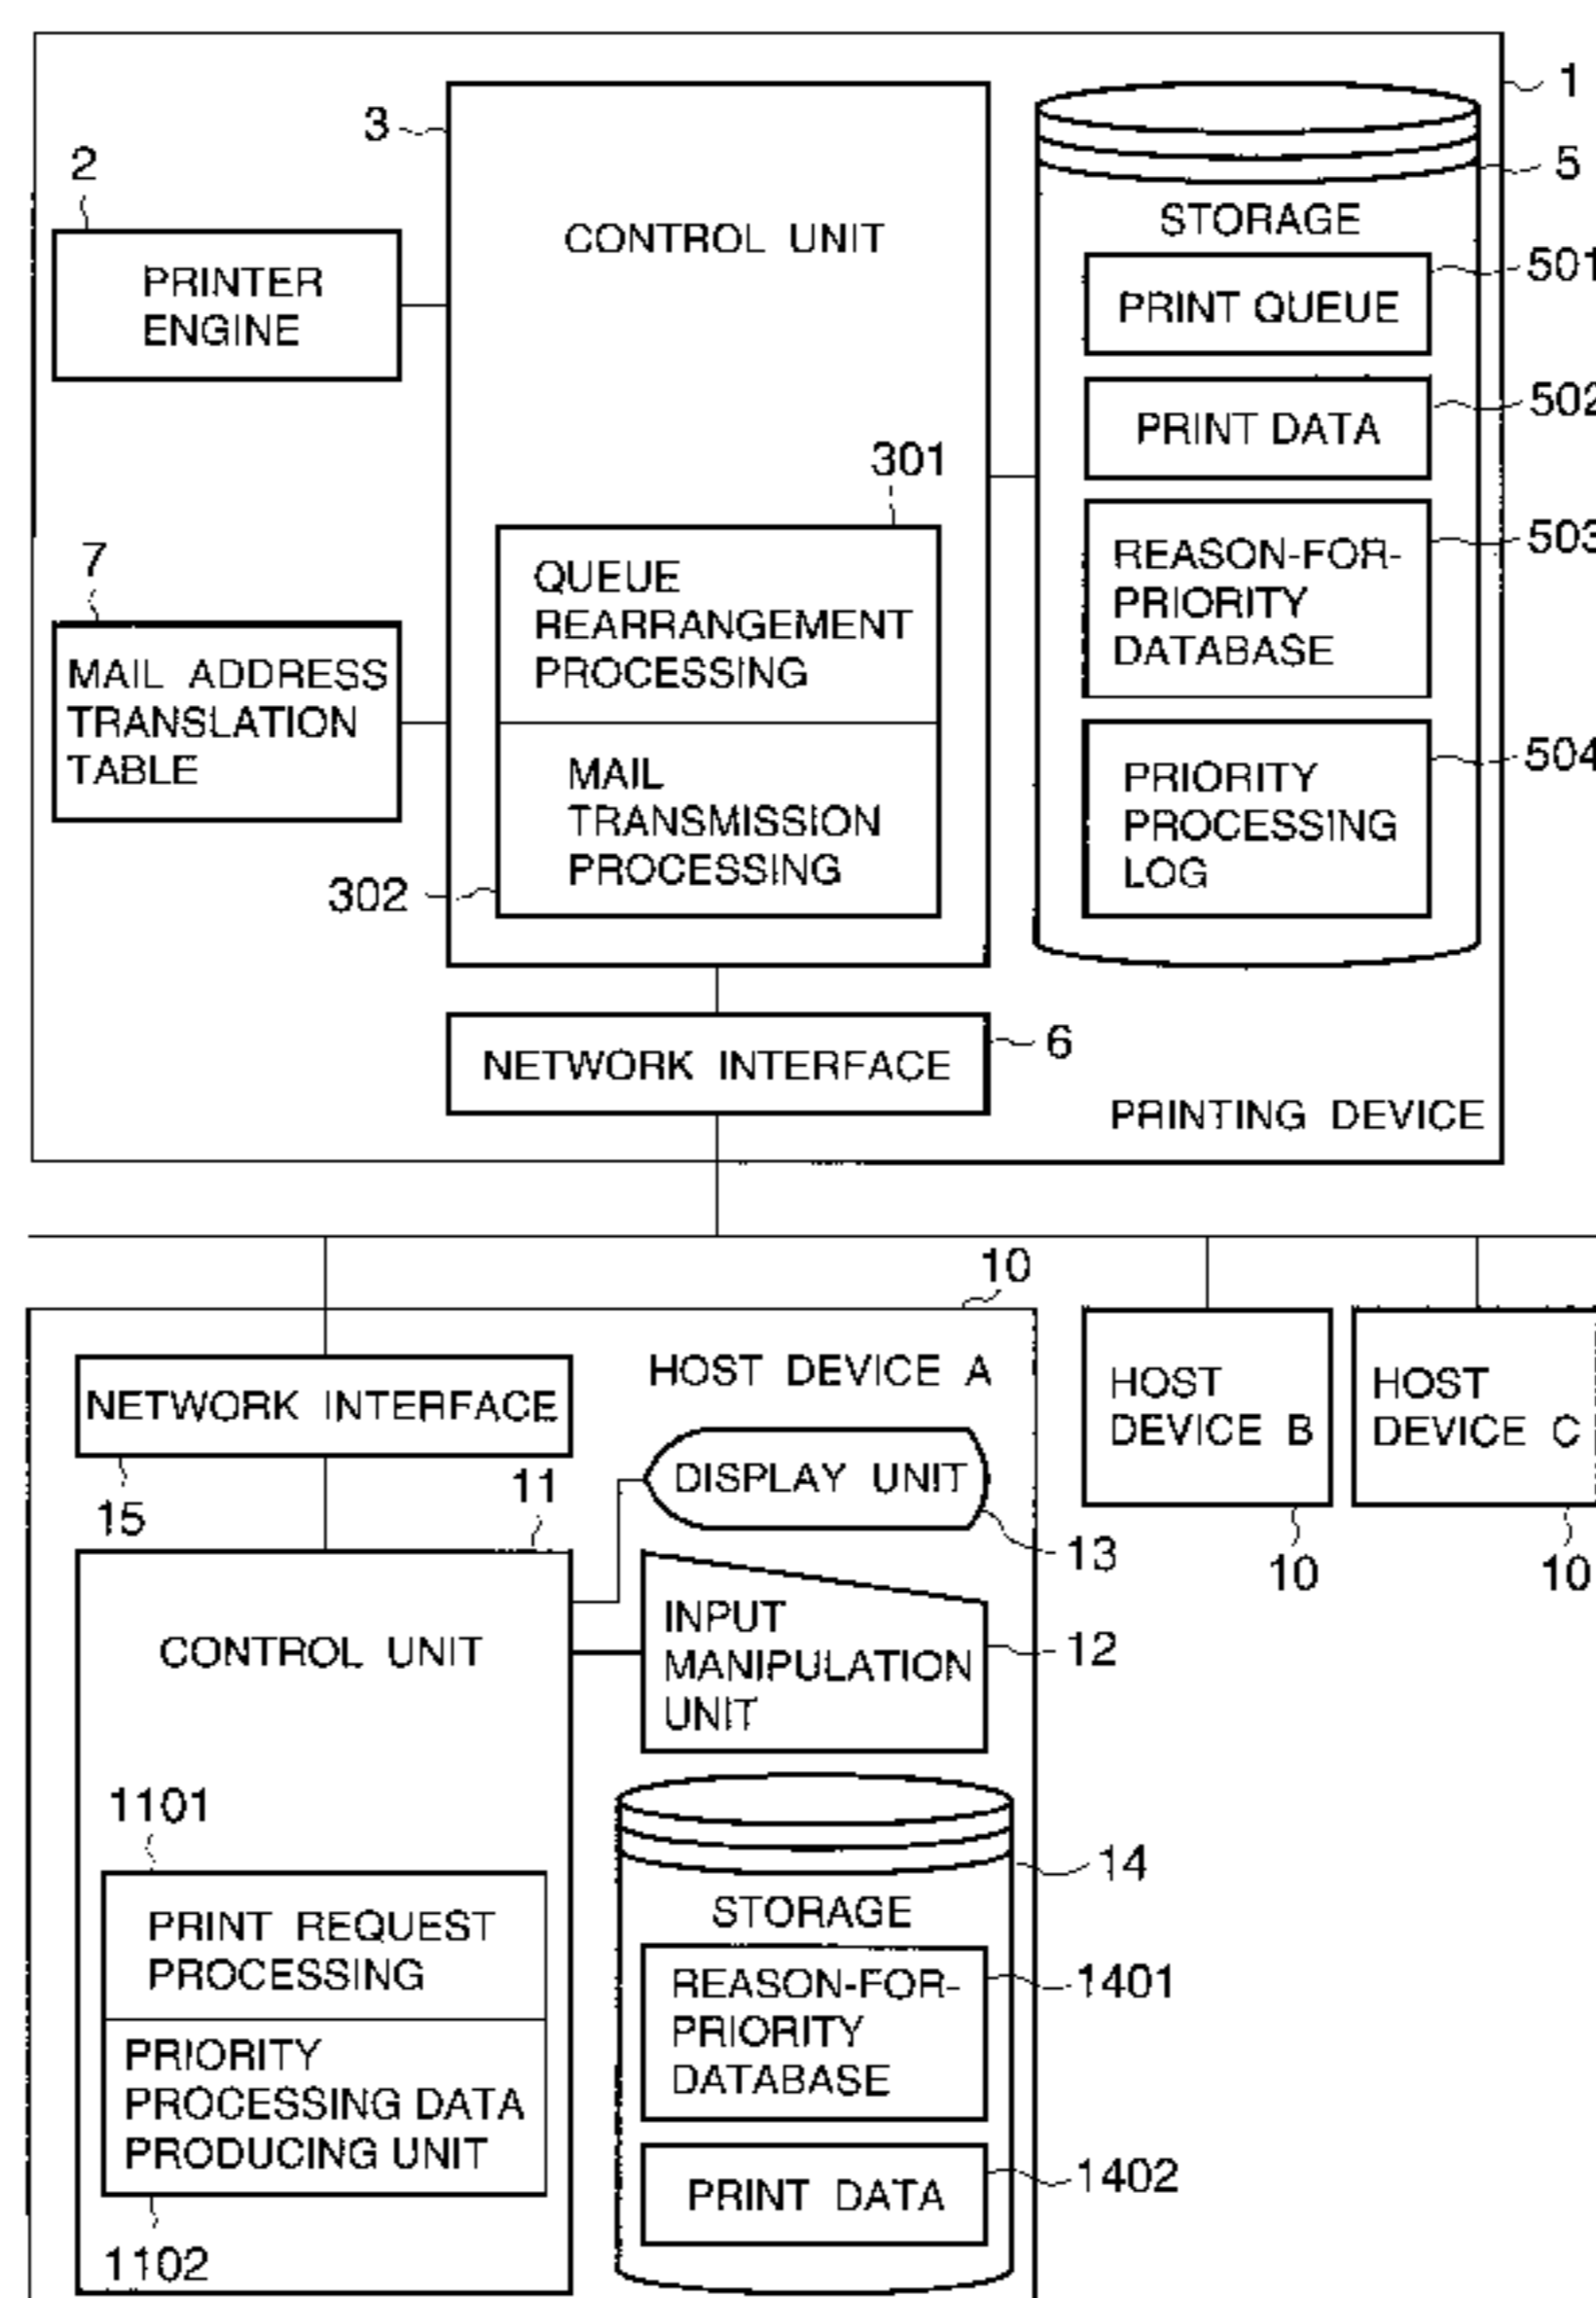 1
3
5
2
CONTROL UNIT
STORAGE
PRINTER
ENGINE
501
PRINT QUEUE
502
PRINT DATA
301
503
REASON-FOR-
PRIORITY
DATABASE
7
QUEUE
REARRANGEMENT
PROCESSING
MAIL ADDRESS
TRANSLATION
TABLE
504
PRIORITY
PROCESSING
LOG
MAIL
TRANSMISSION
PROCESSING
302
NETWORK INTERFACE
6
PRINTING DEVICE
10
HOST DEVICE A
HOST
DEVICE B
HOST
DEVICE C
NETWORK INTERFACE
DISPLAY UNIT
15
11
13
10
10
CONTROL UNIT
INPUT
MANIPULATION
UNIT
12
1101
14
PRINT REQUEST
PROCESSING
STORAGE
REASON-FOR-
PRIORITY
DATABASE
1401
PRIORITY
PROCESSING DATA
PRODUCING UNIT
PRINT DATA
1402
1102